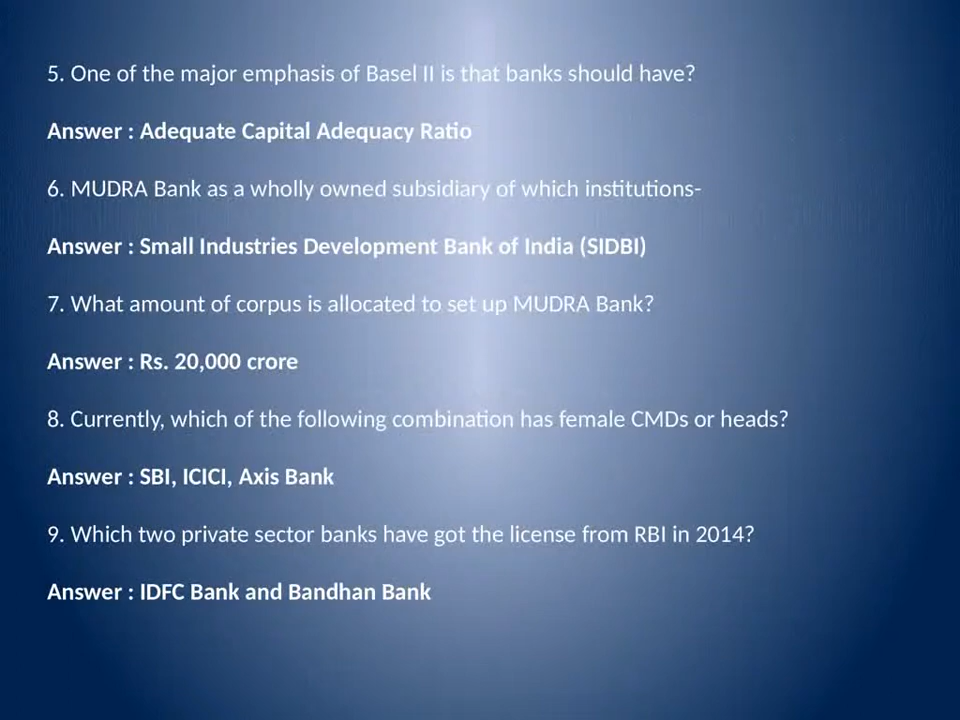 5. One of the major emphasis of Basel II is that banks should have?
Answer : Adequate Capital Adequacy Ratio
6. MUDRA Bank as a wholly owned subsidiary of which institutions-
Answer : Small Industries Development Bank of India (SIDBI)
7. What amount of corpus is allocated to set up MUDRA Bank?
Answer : Rs. 20,000 crore
8. Currently, which of the following combination has female CMDs or heads?
Answer : SBI, ICICI, Axis Bank
9. Which two private sector banks have got the license from RBI in 2014?
Answer : IDFC Bank and Bandhan Bank